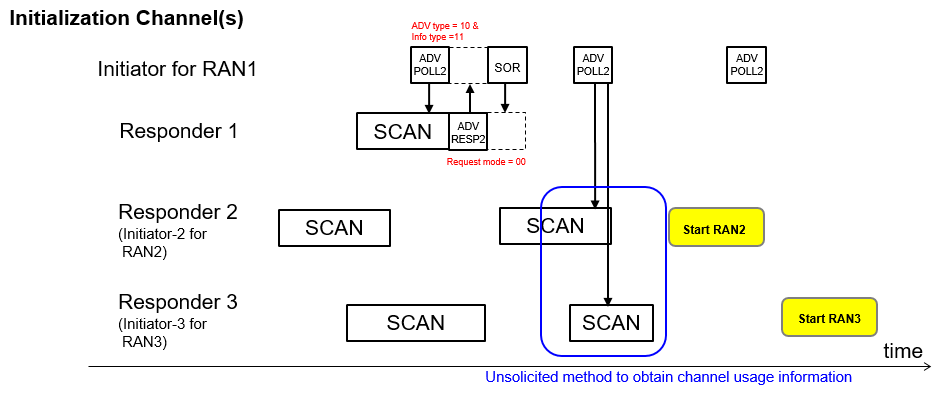 Initialization Channel(s)
ADV type = 10 &
Info type =11
Initiator for RAN1
ADV
POLL2
SOR
ADV
POLL2
ADV
POLL2
Responder 1
SCAN
ADV
RESP2
Request mode = 00
Responder 2
(Initiator-2 for
RAN2)
SCAN
SCAN
Start RAN2
Responder 3
(Initiator-3 for
RAN3)
SCAN
SCAN
Start RAN3
time
Unsolicited method to obtain channel usage information